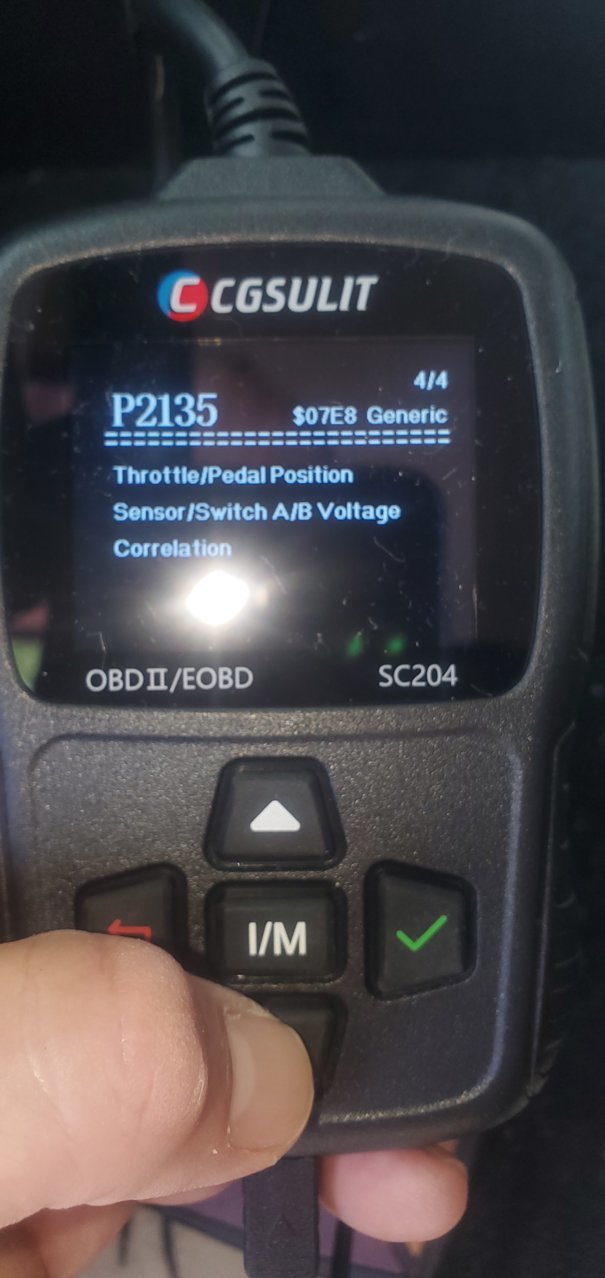 CGSULIT
4/4
P2135 $07E8 Generic
Throttle/Pedal Position
Sensor/Switch A/B Voltage
Correlation
OBDII/EOBD SC204
I/M